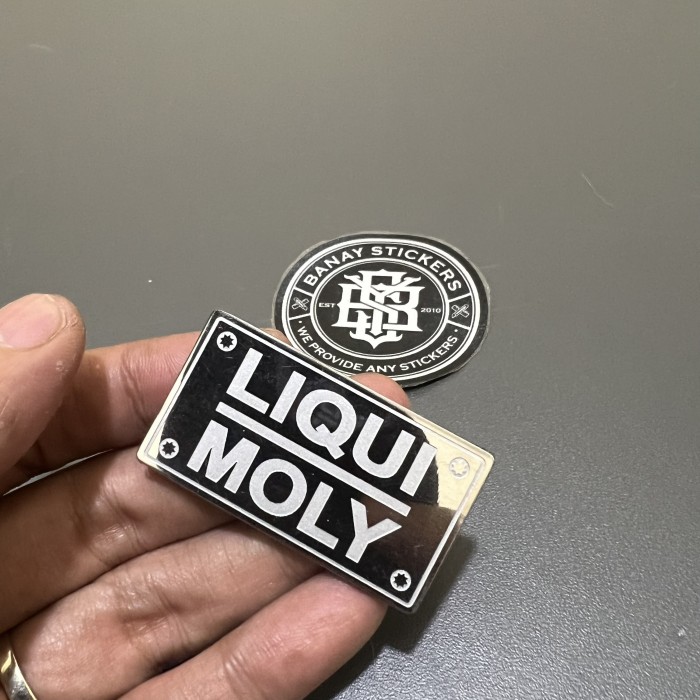 BANAY STICKERS
EST 2010
WE PROVIDE ANY STICKERS
LIQUI
MOLY